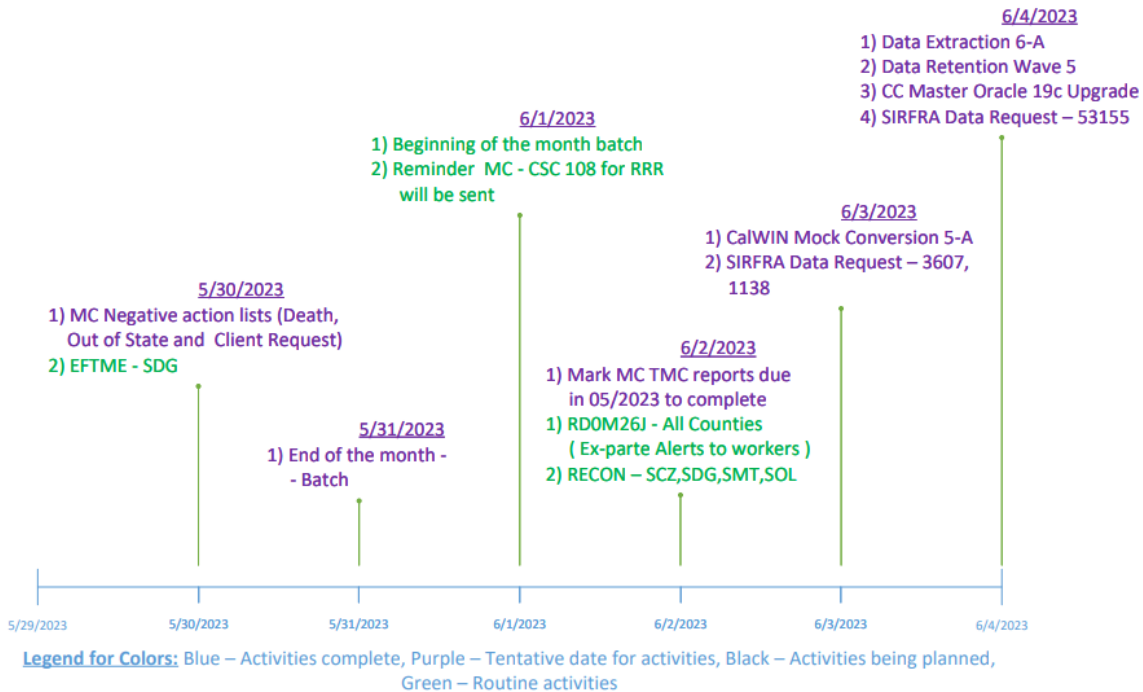 6/4/2023
1) Data Extraction 6-A
2) Data Retention Wave 5
3) CC Master Oracle 19c Upgrade
4) SIRFRA Data Request – 53155
6/1/2023
1) Beginning of the month batch
2) Reminder MC - CSC 108 for RRR
will be sent
6/3/2023
1) CalWIN Mock Conversion 5-A
2) SIRFRA Data Request – 3607,
1138
5/30/2023
1) MC Negative action lists (Death,
Out of State and Client Request)
2) EFTME - SDG
6/2/2023
1) Mark MC TMC reports due
in 05/2023 to complete
1) RD0M26J - All Counties
( Ex-parte Alerts to workers )
2) RECON – SCZ,SDG,SMT,SOL
5/31/2023
1) End of the month -
- Batch
5/29/2023 5/30/2023 5/31/2023 6/1/2023 6/2/2023 6/3/2023 6/4/2023
Legend for Colors: Blue – Activities complete, Purple – Tentative date for activities, Black – Activities being planned,
Green – Routine activities